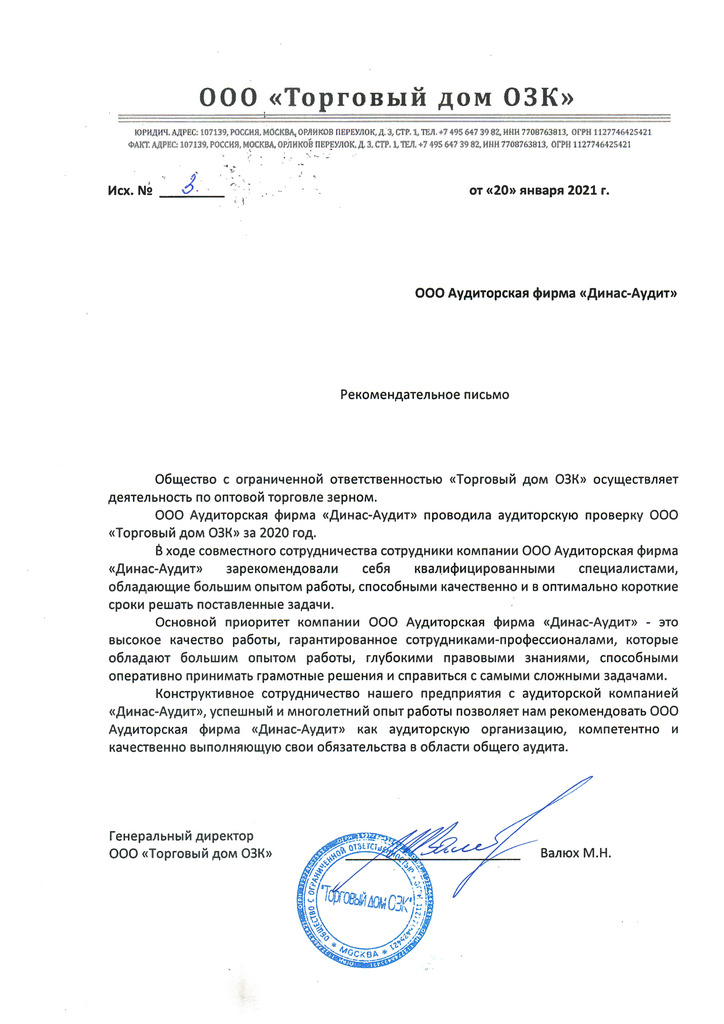 ООО «Торговый дом ОЗК»
ЮРИДИЧ. АДРЕС: 107139, РОССИЯ, МОСКВА, ОРЛИКОВ ПЕРЕУЛОК, Д. 3, СТР. 1, ТЕЛ. +7 495 647 39 82, ИНН 7708763813, ОГРН 1127746425421
ФАКТ. АДРЕС: 107139, РОССИЯ, МОСКВА, ОРЛИКОВ ПЕРЕУЛОК, Д. 3, СТР. 1, ТЕЛ. +7 495 647 39 82, ИНН 7708763813, ОГРН 1127746425421
Исх. № 3. от «20» января 2021 г.
ООО Аудиторская фирма «Динас-Аудит»
Рекомендательное письмо
Общество с ограниченной ответственностью «Торговый дом ОЗК» осуществляет
деятельность по оптовой торговле зерном.
ООО Аудиторская фирма «Динас-Аудит» проводила аудиторскую проверку ООО
«Торговый дом ОЗК» за 2020 год.
В ходе совместного сотрудничества сотрудники компании ООО Аудиторская фирма
«Динас-Аудит» зарекомендовали себя квалифицированными специалистами,
обладающие большим опытом работы, способными качественно и в оптимально короткие
сроки решать поставленные задачи.
Основной приоритет компании ООО Аудиторская фирма «Динас-Аудит» - это
высокое качество работы, гарантированное сотрудниками-профессионалами, которые
обладают большим опытом работы, глубокими правовыми знаниями, способными
оперативно принимать грамотные решения и справиться с самыми сложными задачами.
Конструктивное сотрудничество нашего предприятия с аудиторской компанией
«Динас-Аудит», успешный и многолетний опыт работы позволяет нам рекомендовать ООО
Аудиторская фирма «Динас-Аудит» как аудиторскую организацию, компетентно и
качественно выполняющую свои обязательства в области общего аудита.
Генеральный директор
ООО «Торговый дом ОЗК» Валюх М.Н.
ОБЩЕСТВО С ОГРАНИЧЕННОЙ ОТВЕТСТВЕННОСТЬЮ
"Торговый дом ОЗК"
* МОСКВА *